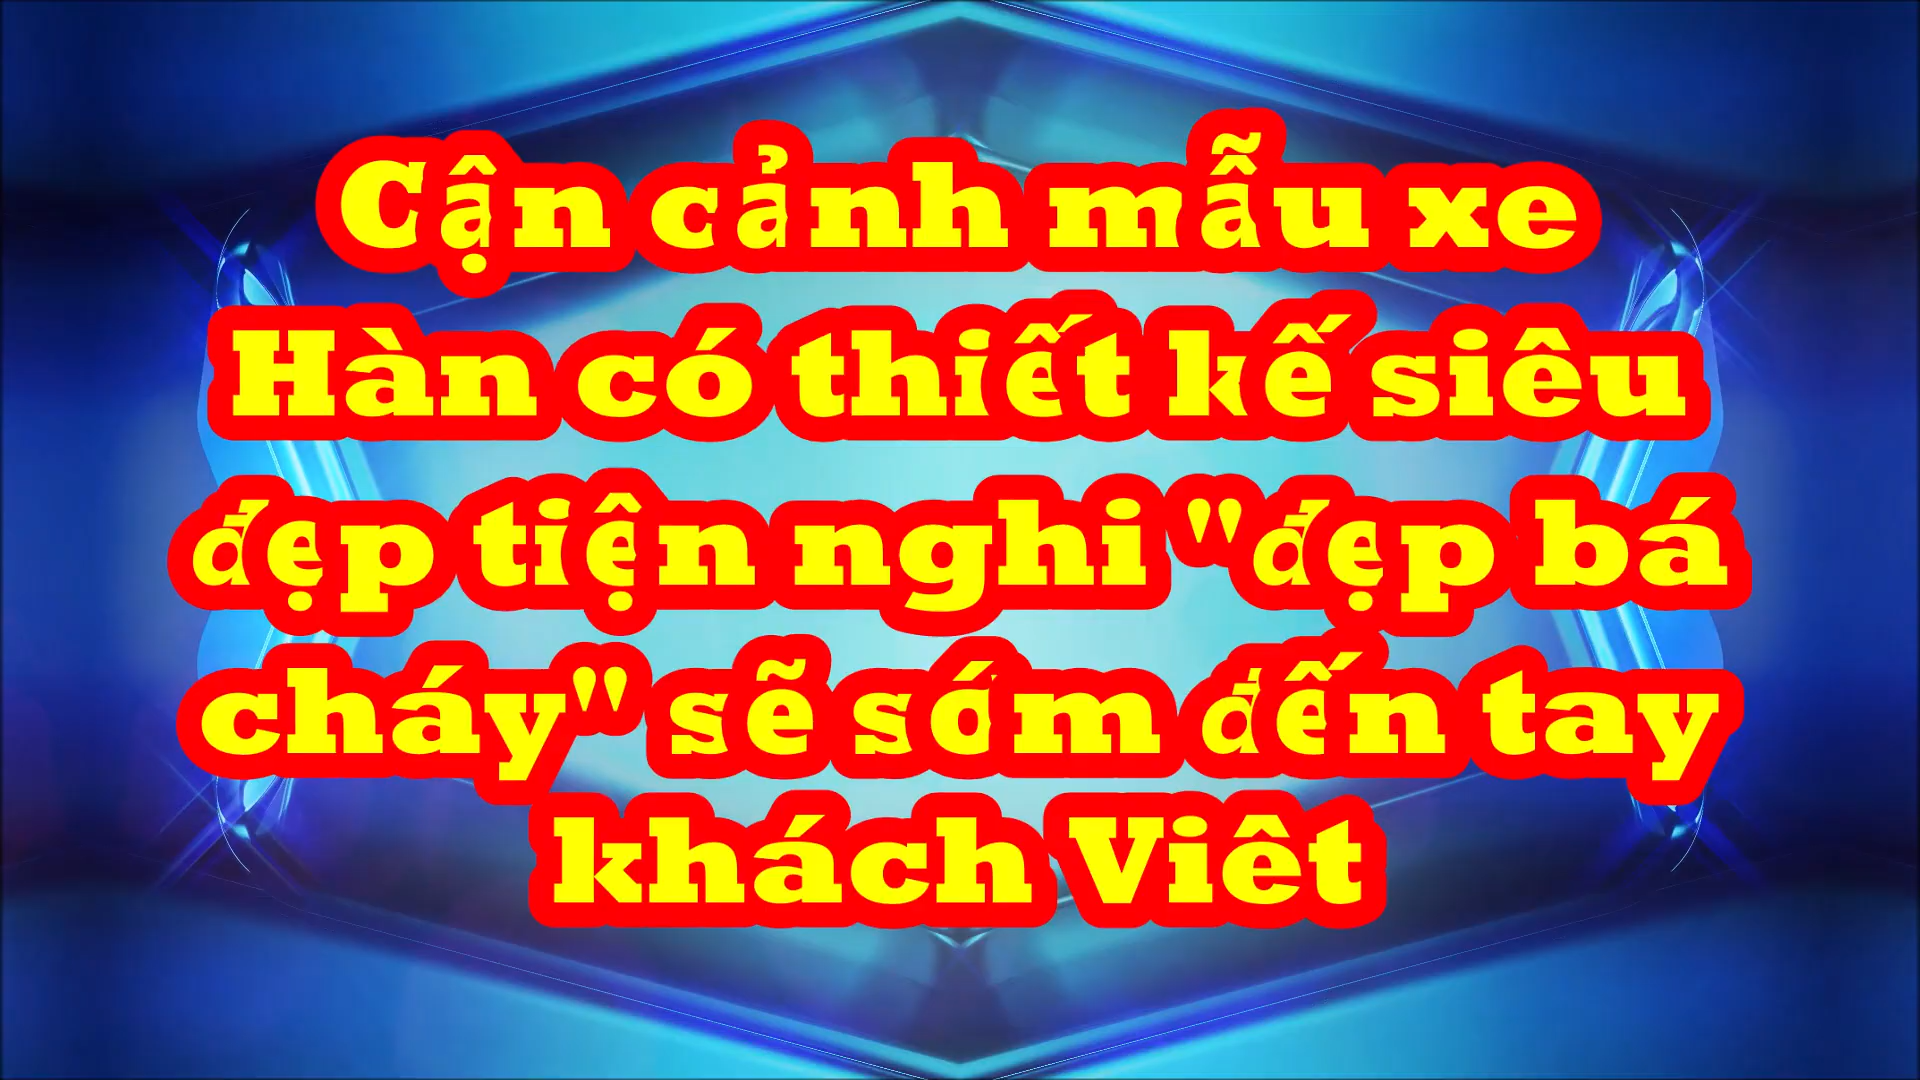 Cận cảnh mẫu xe
Hàn có thiết kế siêu
đẹp tiện nghi "đẹp bá
cháy" sẽ sớm đến tay
khách Viêt